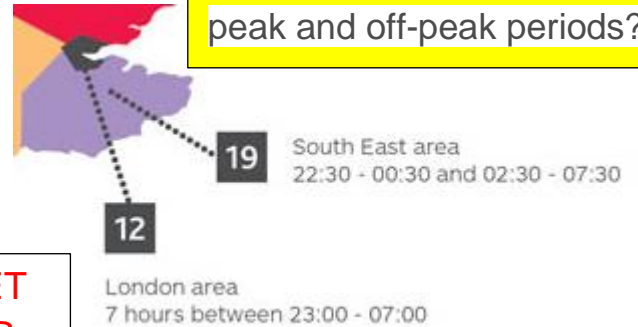 peak and off-peak periods?
19
South East area
22:30 - 00:30 and 02:30 - 07:30
12
ET
London area
7 hours between 23:00 - 07:00